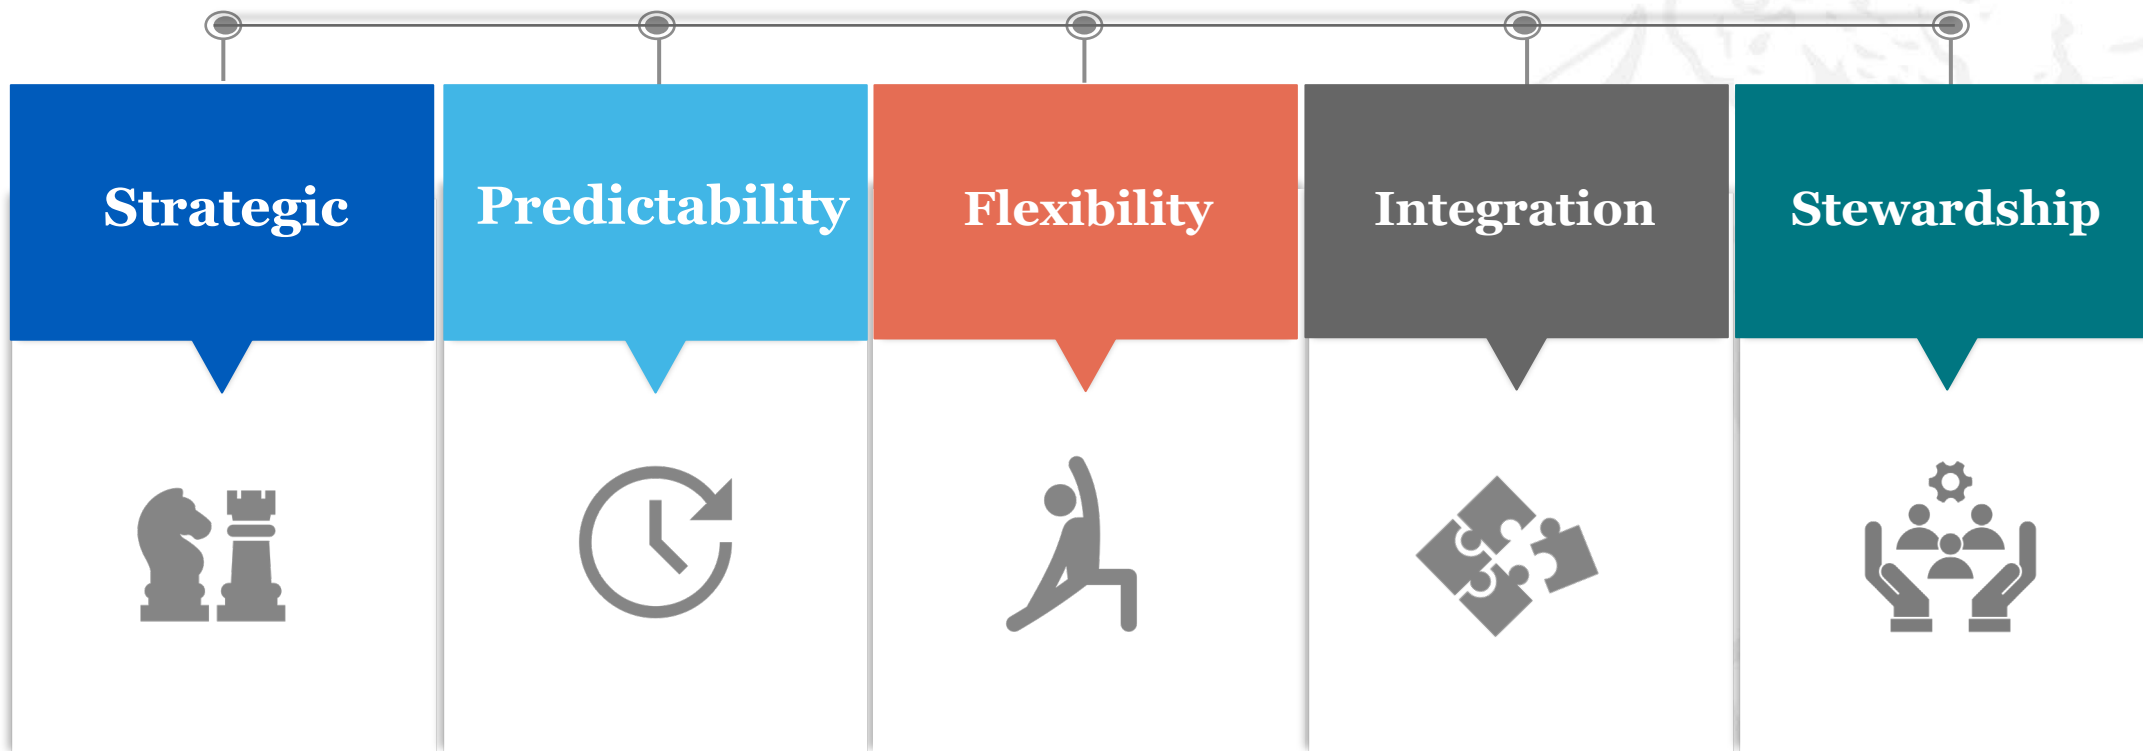 Strategic
Predictability
Flexibility
Integration
Stewardship